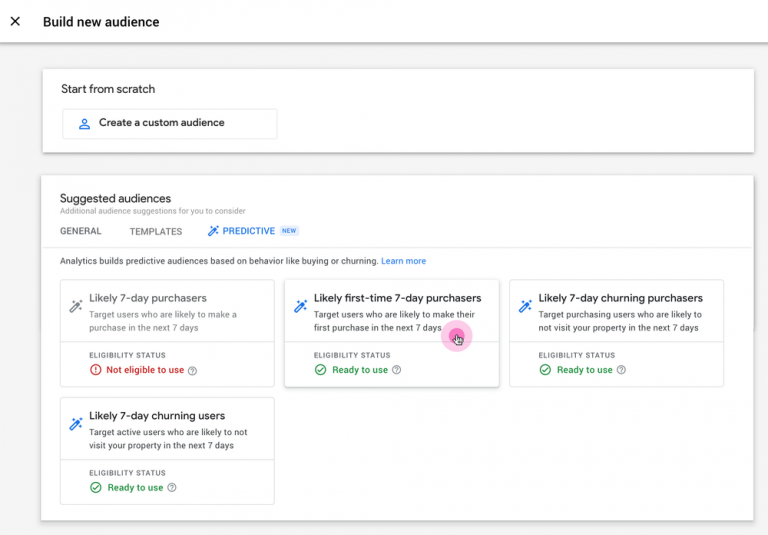 Build new audience
Start from scratch
Create a custom audience
Suggested audiences
Additional audience suggestions for you to consider
GENERAL TEMPLATES PREDICTIVE NEW
Analytics builds predictive audiences based on behavior like buying or churning. Learn more
Likely 7-day purchasers
Target users who are likely to make a
purchase in the next 7 days
ELIGIBILITY STATUS
Not eligible to use
Likely first-time 7-day purchasers
Target users who are likely to make their
first purchase in the next 7 days
ELIGIBILITY STATUS
Ready to use
Likely 7-day churning purchasers
Target purchasing users who are likely to
not visit your property in the next 7 days
ELIGIBILITY STATUS
Ready to use
Likely 7-day churning users
Target active users who are likely to not
visit your property in the next 7 days
ELIGIBILITY STATUS
Ready to use